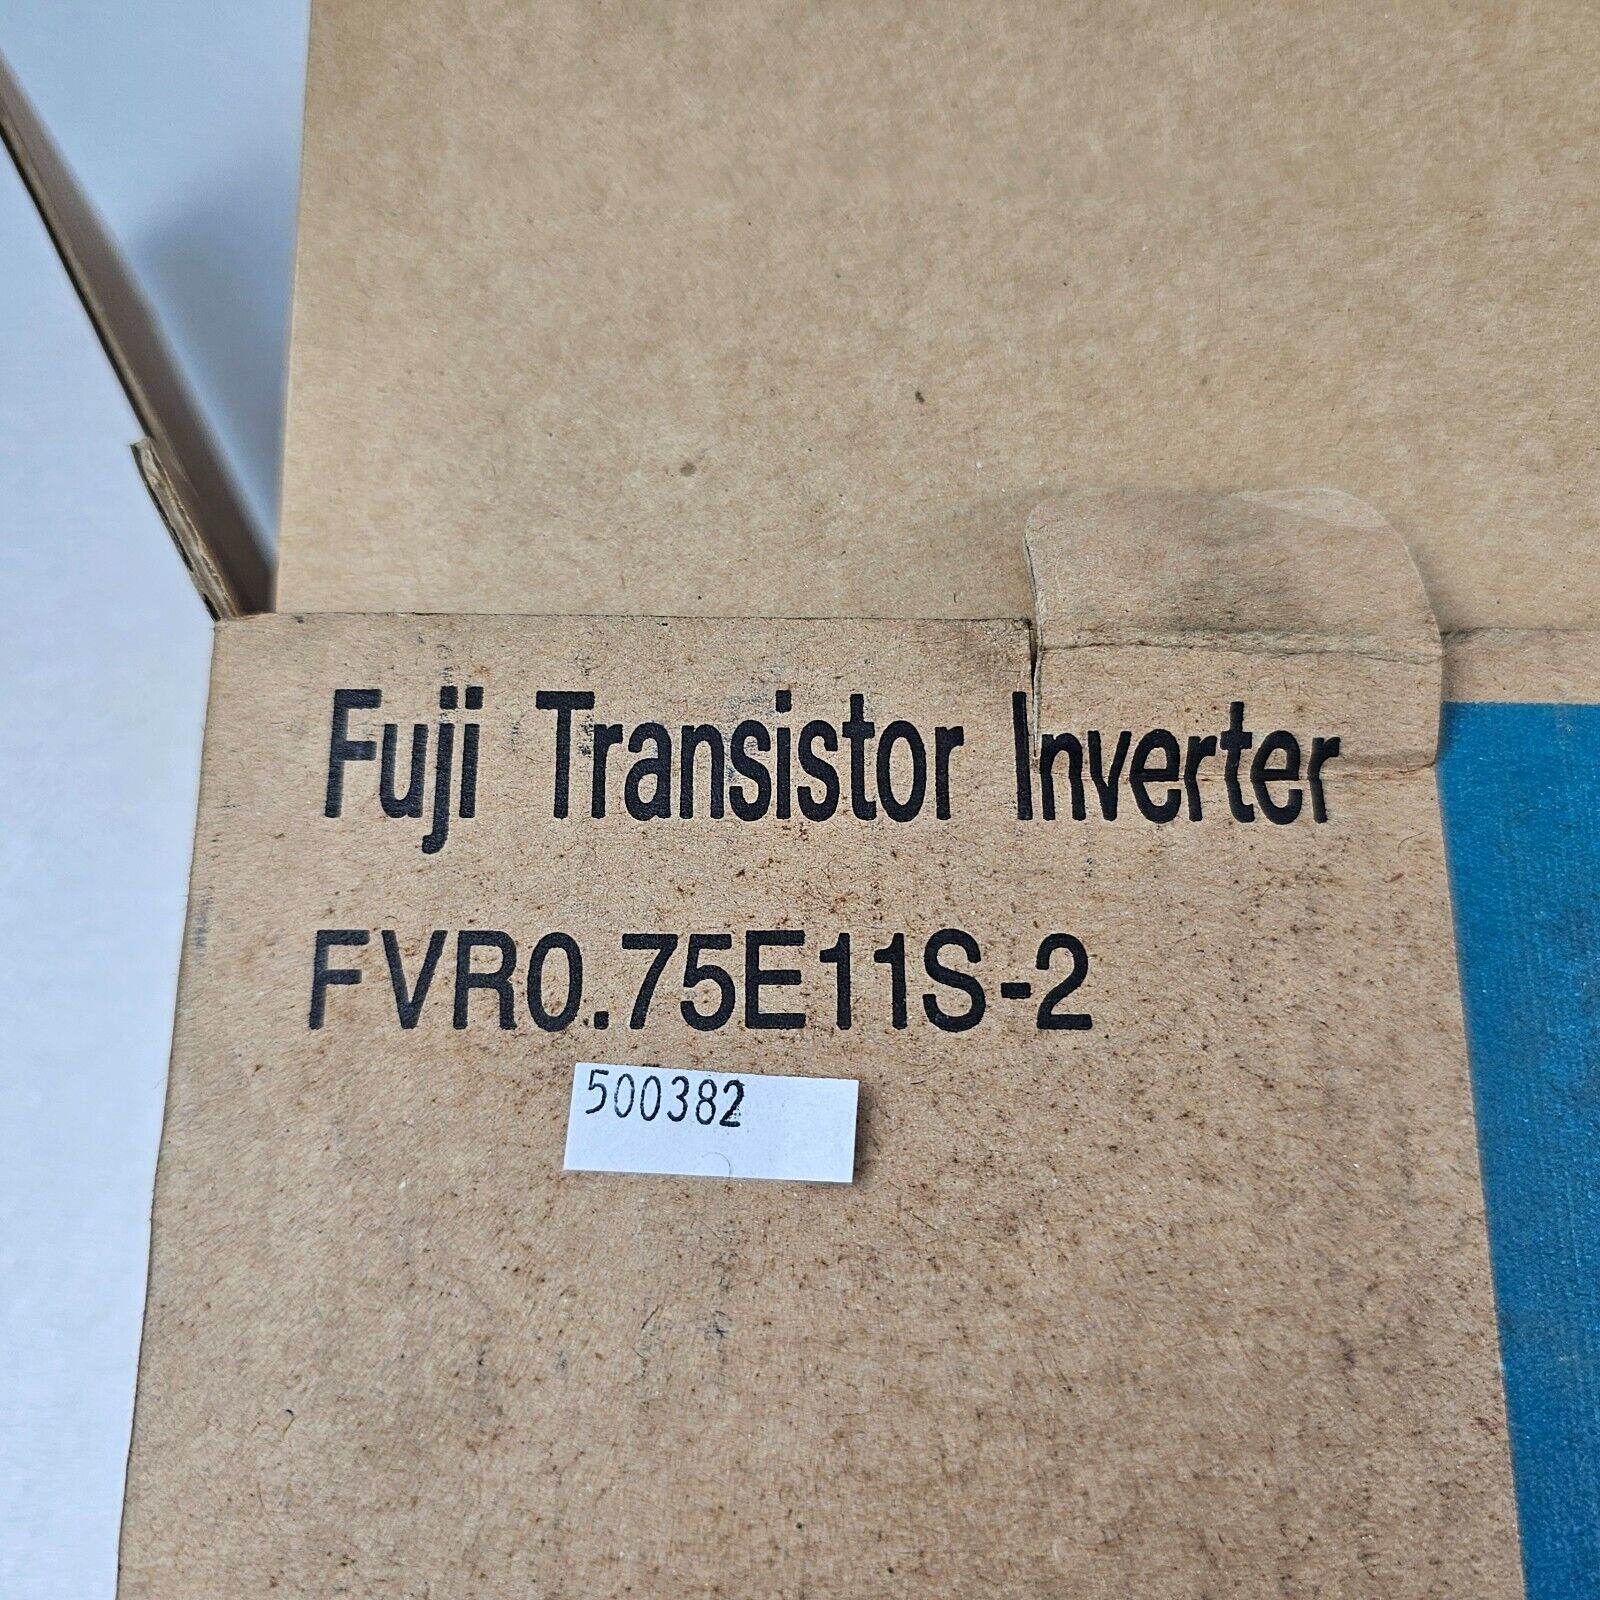 Fuji Transistor Inverter
FVR0.75E11S-2
500382